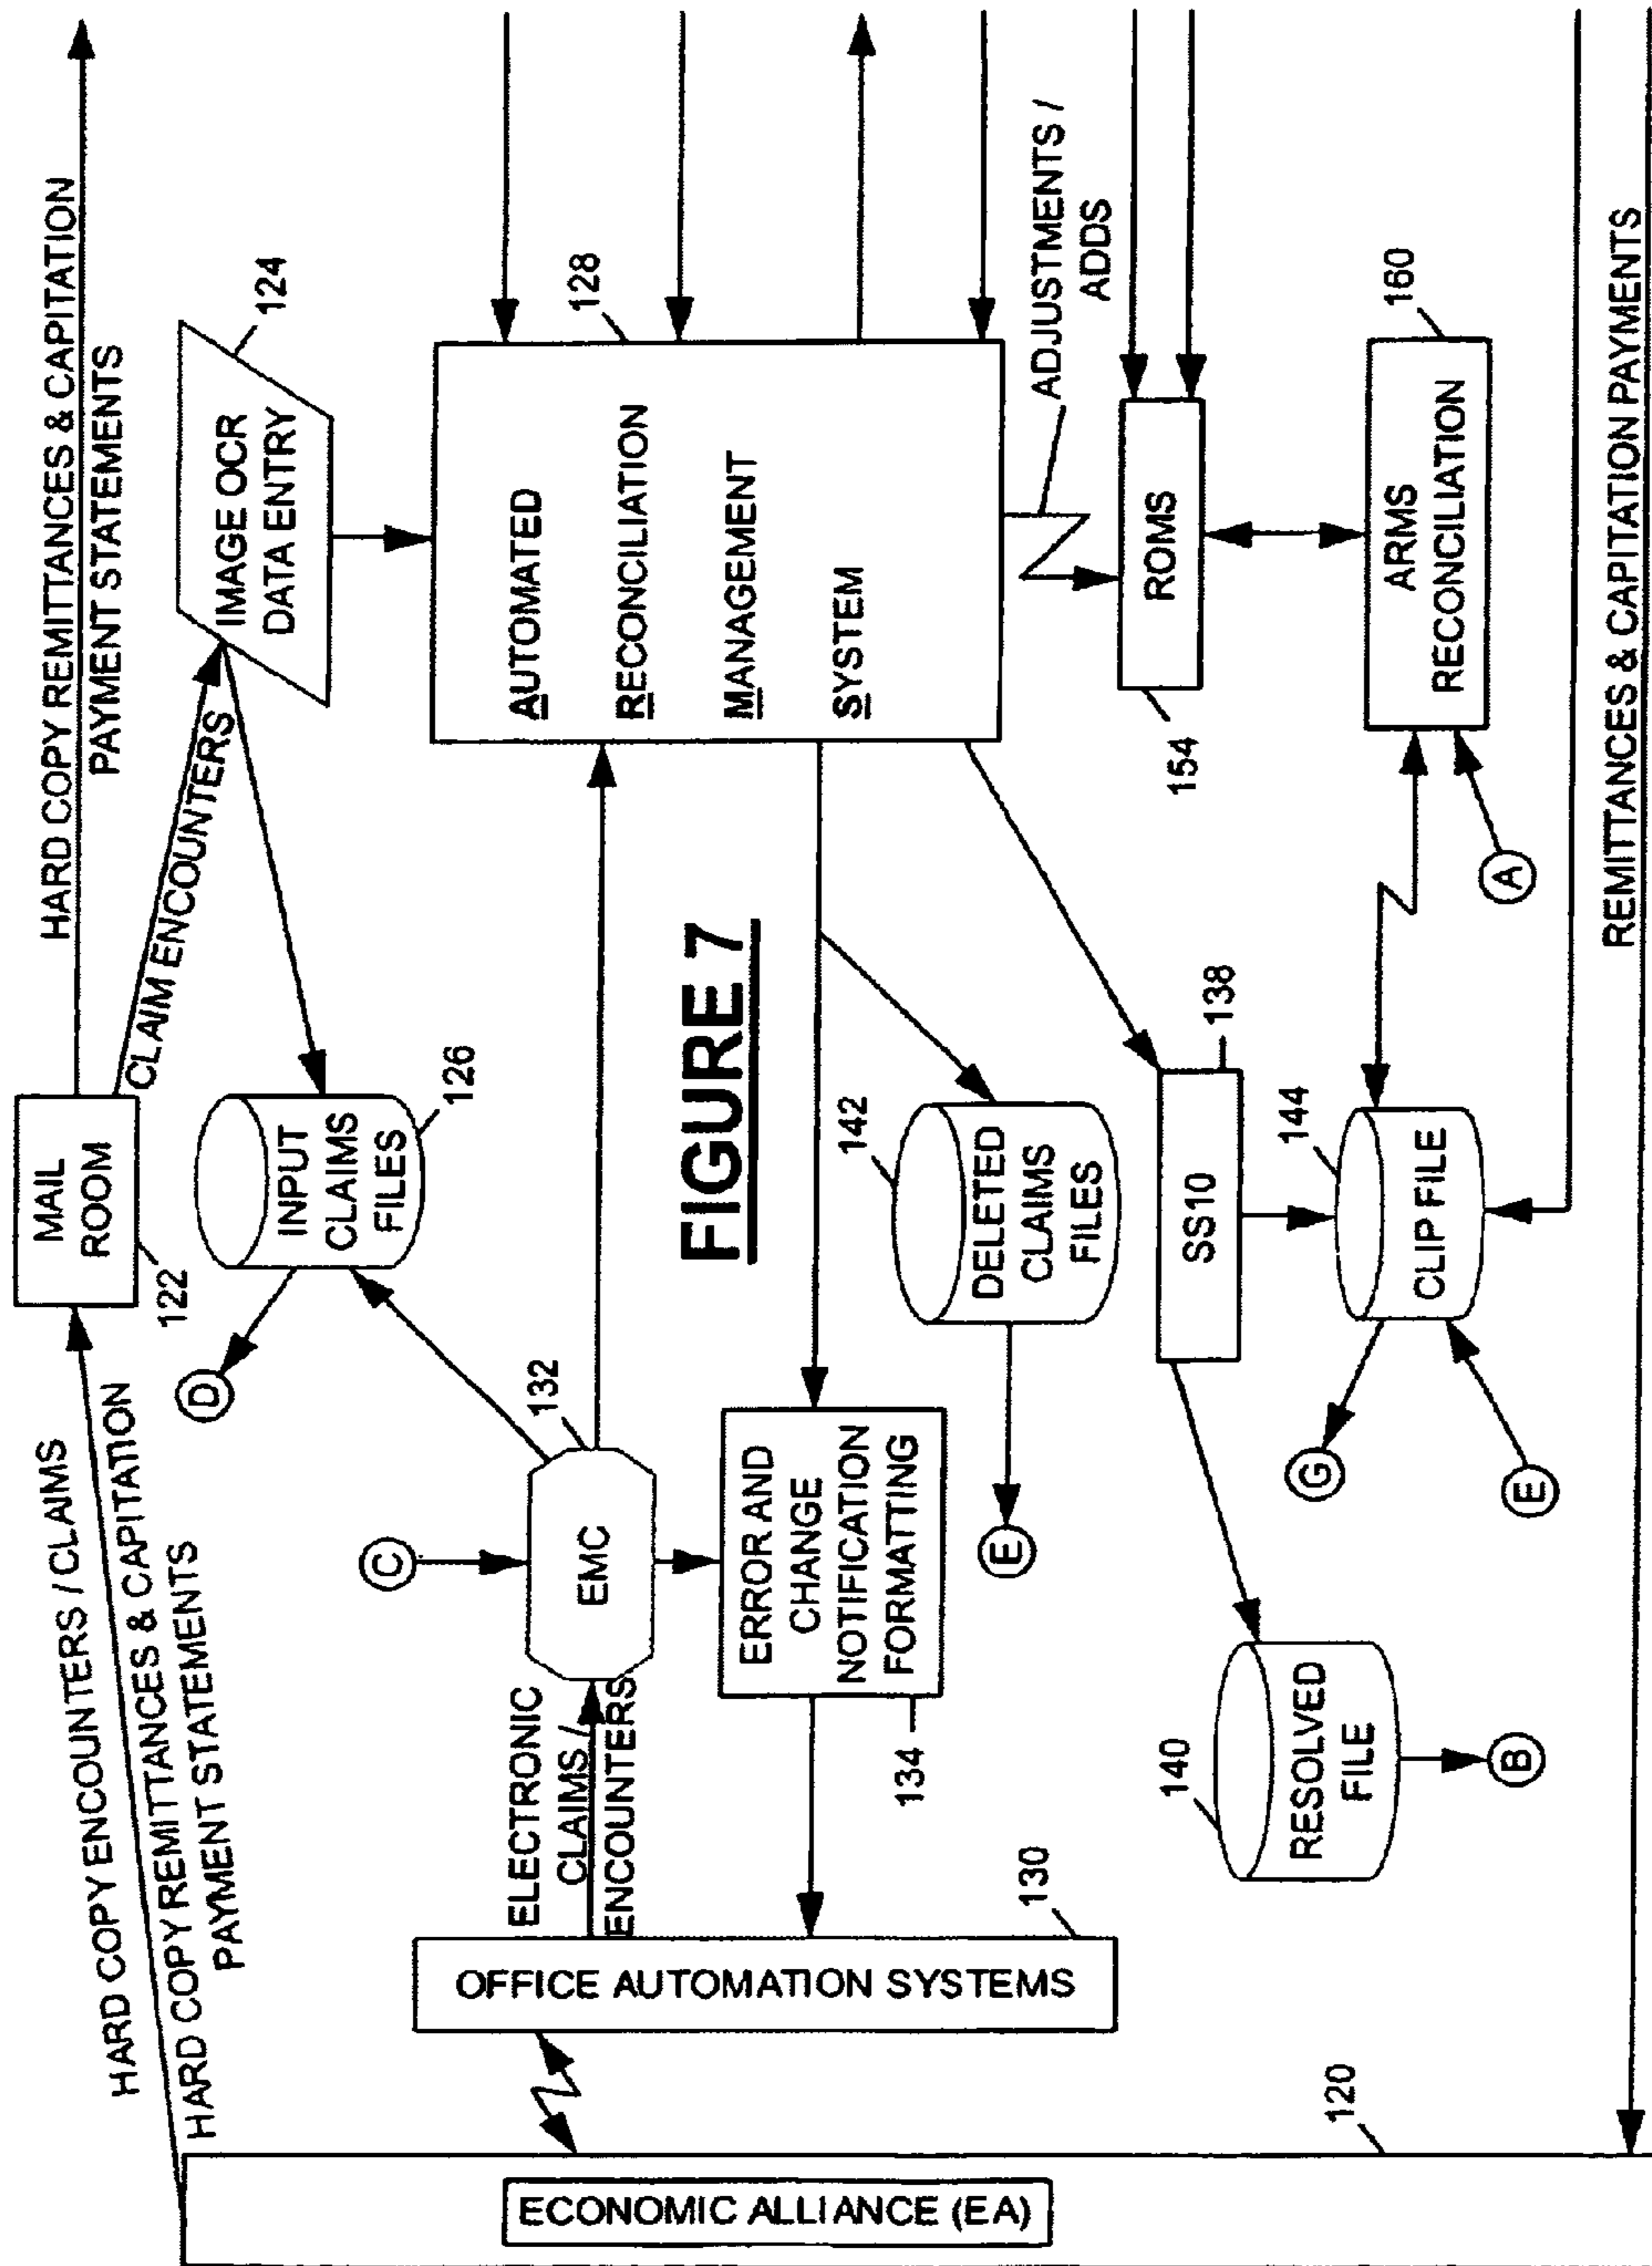 HARD COPY ENCOUNTERS / CLAIMS
HARD COPY REMITTANCES & CAPITATION
PAYMENT STATEMENTS
MAIL
ROOM
122
HARD COPY REMITTANCES & CAPITATION
PAYMENT STATEMENTS
CLAIM ENCOUNTERS
IMAGE OCR
DATA ENTRY
124
D
INPUT
CLAIMS
FILES
126
C
ELECTRONIC
CLAIMS /
ENCOUNTERS
EMC
132
AUTOMATED
RECONCILIATION
MANAGEMENT
SYSTEM
128
OFFICE AUTOMATION SYSTEMS
130
ERROR AND
CHANGE
NOTIFICATION
FORMATTING
134
FIGURE 7
DELETED
CLAIMS
FILES
142
E
ADJUSTMENTS /
ADDS
ECONOMIC ALLIANCE (EA)
120
RESOLVED
FILE
140
B
SS10
138
ROMS
154
G
E
CLIP FILE
144
A
ARMS
RECONCILIATION
160
REMITTANCES & CAPITATION PAYMENTS